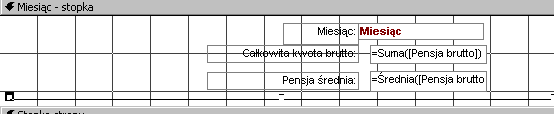 Miesiąc - stopka
Miesiąc: Miesiąc
Całkowita kwota brutto: =Suma([Pensja brutto])
Pensja średnia: =Średnia([Pensja brutto
Stopka strony